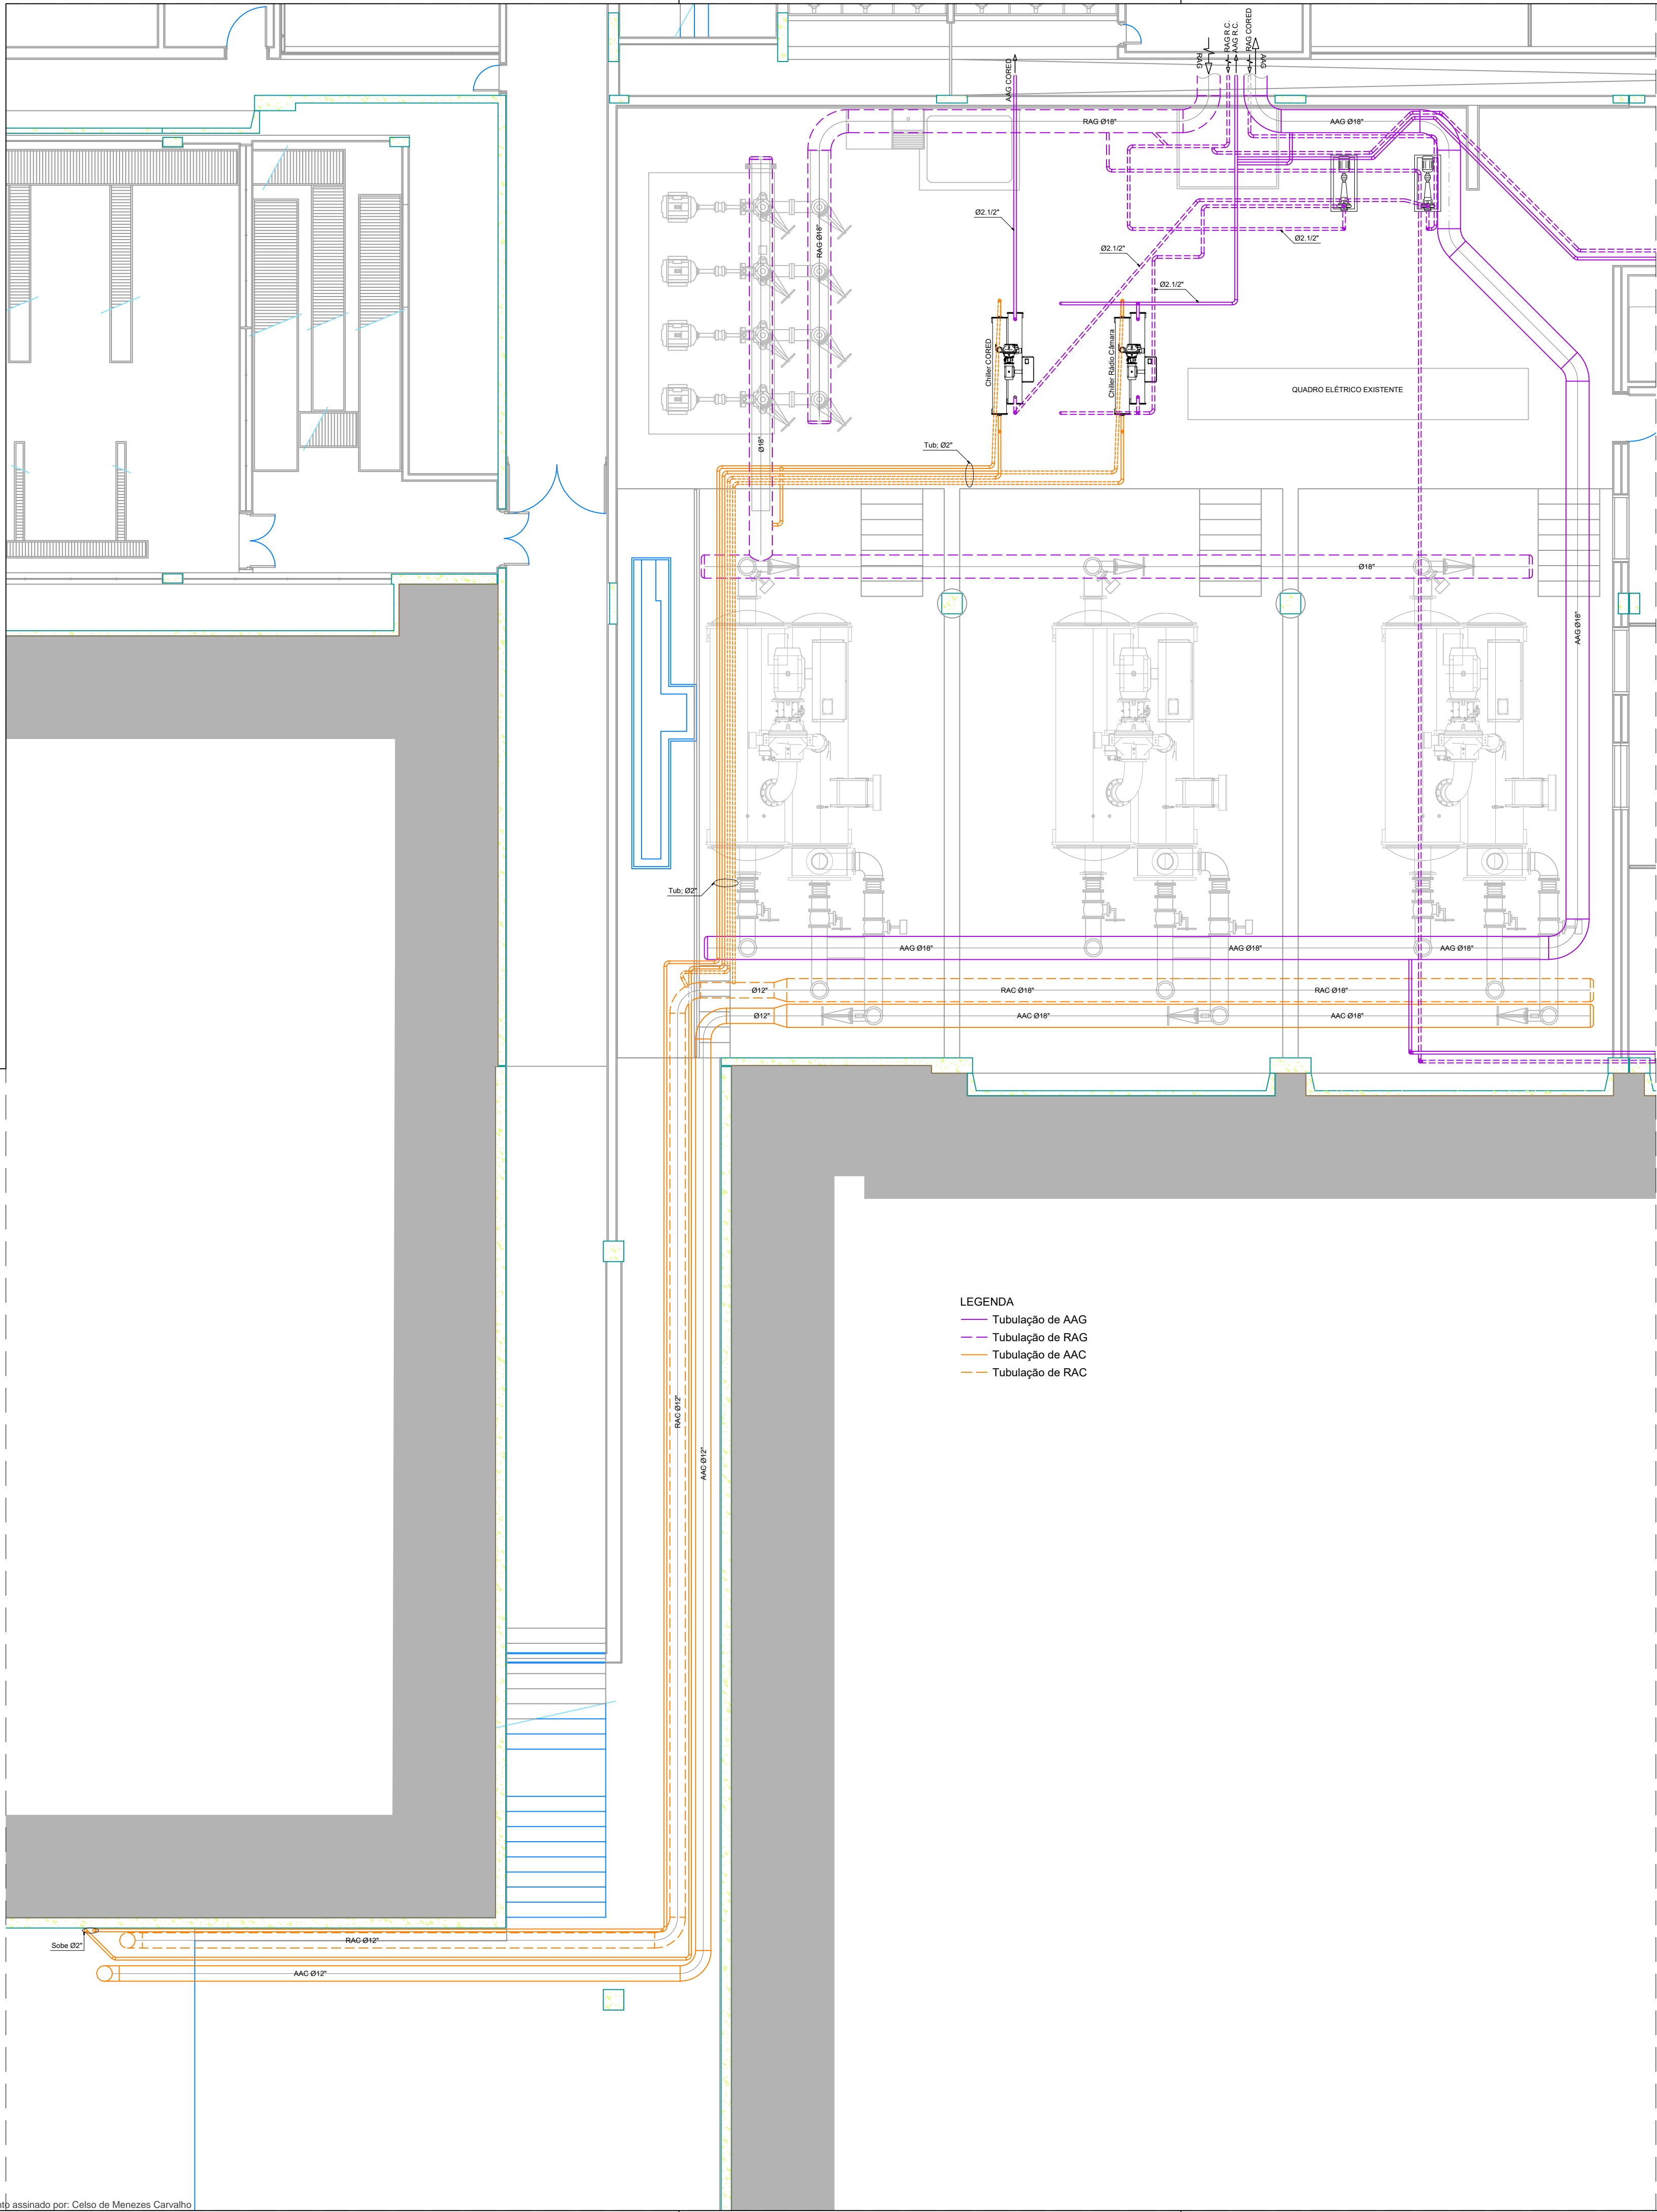 RAG
RAG R.C.
AAG R.C.
RAG CORED
AAG
AAG CORED
RAG Ø18"
AAG Ø18"
Ø2.1/2"
RAG Ø18"
Ø2.1/2"
Ø2.1/2"
Ø2.1/2"
Chiller CORED
Chiller Rádio Câmara
QUADRO ELÉTRICO EXISTENTE
Ø18"
Tub; Ø2"
Ø18"
AAG Ø18"
Tub; Ø2"
AAG Ø18"
AAG Ø18"
AAG Ø18"
Ø12"
RAC Ø18"
RAC Ø18"
Ø12"
AAC Ø18"
AAC Ø18"
LEGENDA
Tubulação de AAG
Tubulação de RAG
Tubulação de AAC
Tubulação de RAC
RAC Ø12"
AAC Ø12"
Sobe Ø2"
RAC Ø12"
AAC Ø12"
nto assinado por: Celso de Menezes Carvalho